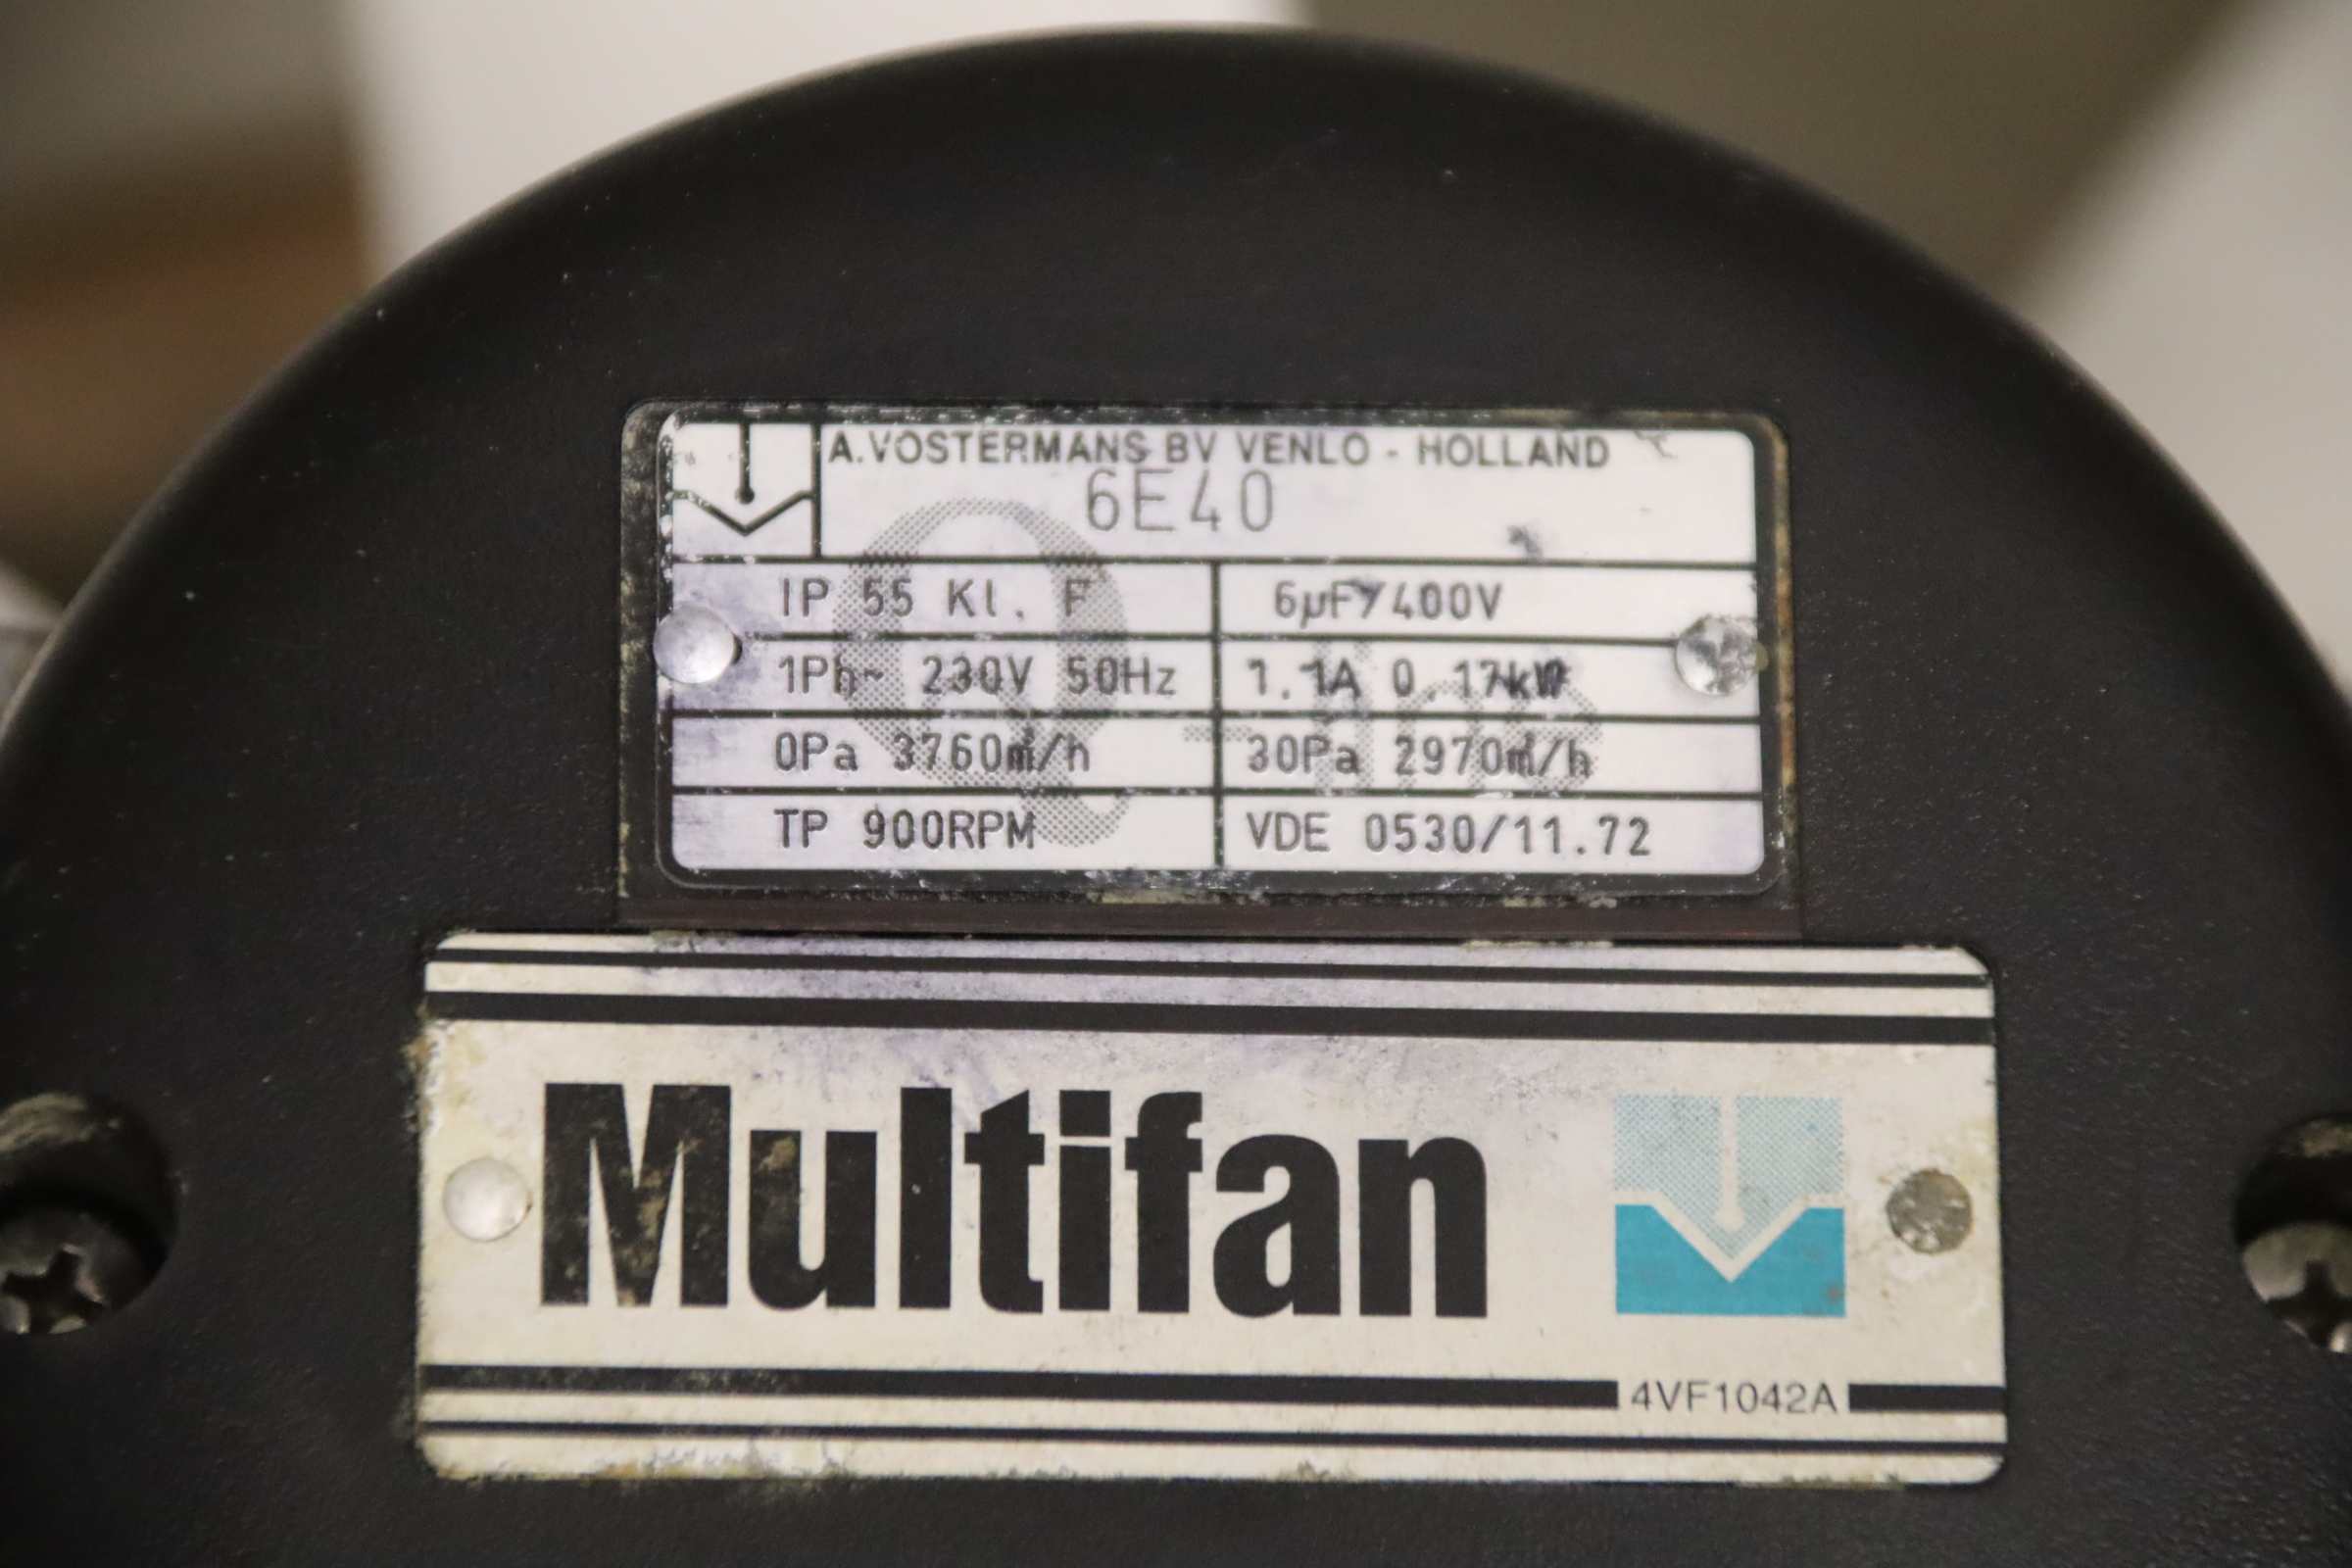 A.VOSTERMANS BV VENLO - HOLLAND
6E40
IP 55 Kl. F 6µF/400V
1Ph~ 230V 50Hz 1.1A 0.17kW
0Pa 3760m³/h 30Pa 2970m³/h
TP 900RPM VDE 0530/11.72
Multifan
4VF1042A